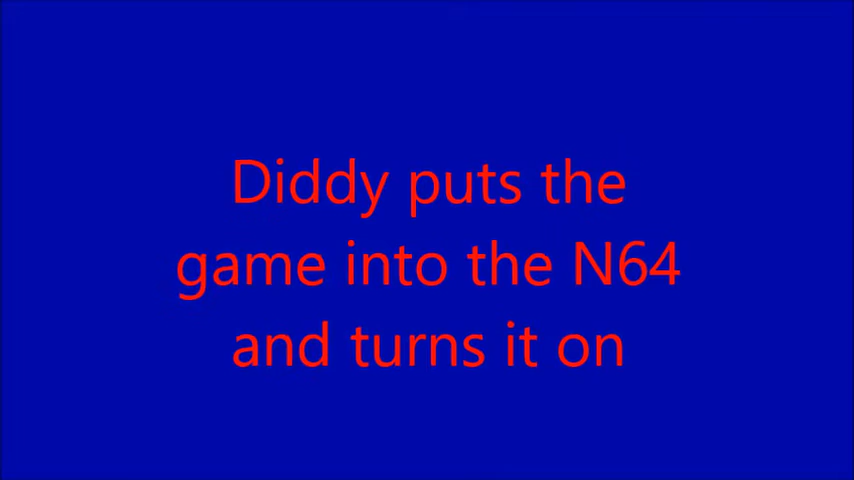 Diddy puts the
game into the N64
and turns it on